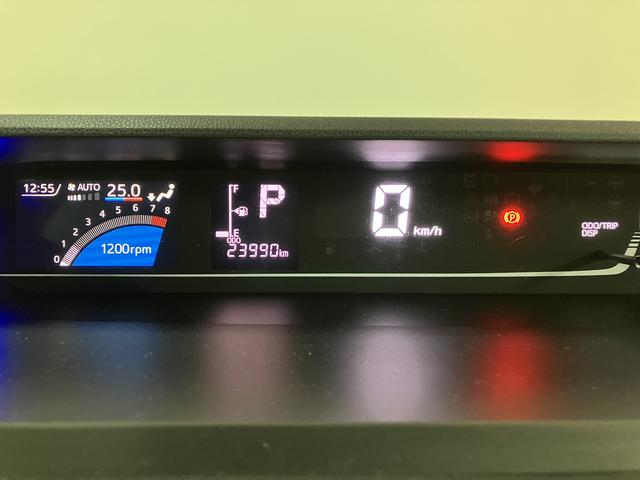 12:55 AUTO 25.0
0 1 2 3 4 5 6 7 8
1200rpm
F
P
E
ODO
23990km
0 km/h
P
ODO/TRIP
DISP